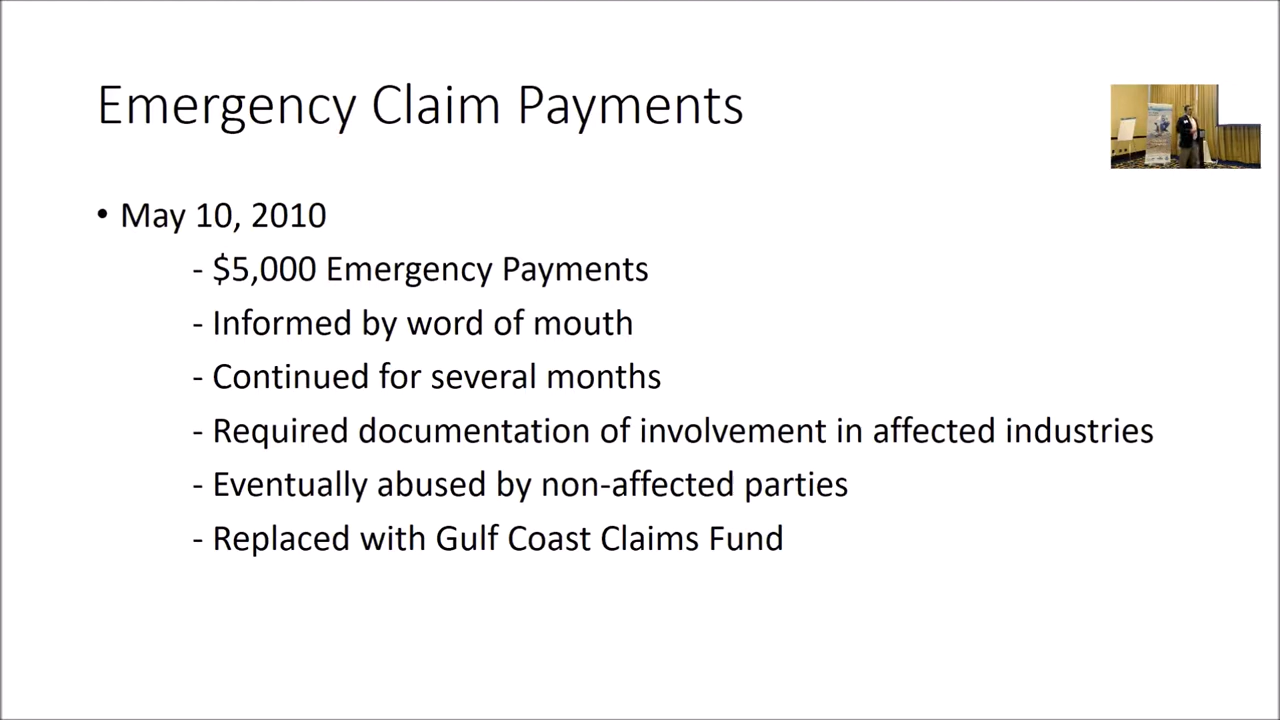 Emergency Claim Payments
• May 10, 2010
- $5,000 Emergency Payments
- Informed by word of mouth
- Continued for several months
- Required documentation of involvement in affected industries
- Eventually abused by non-affected parties
- Replaced with Gulf Coast Claims Fund